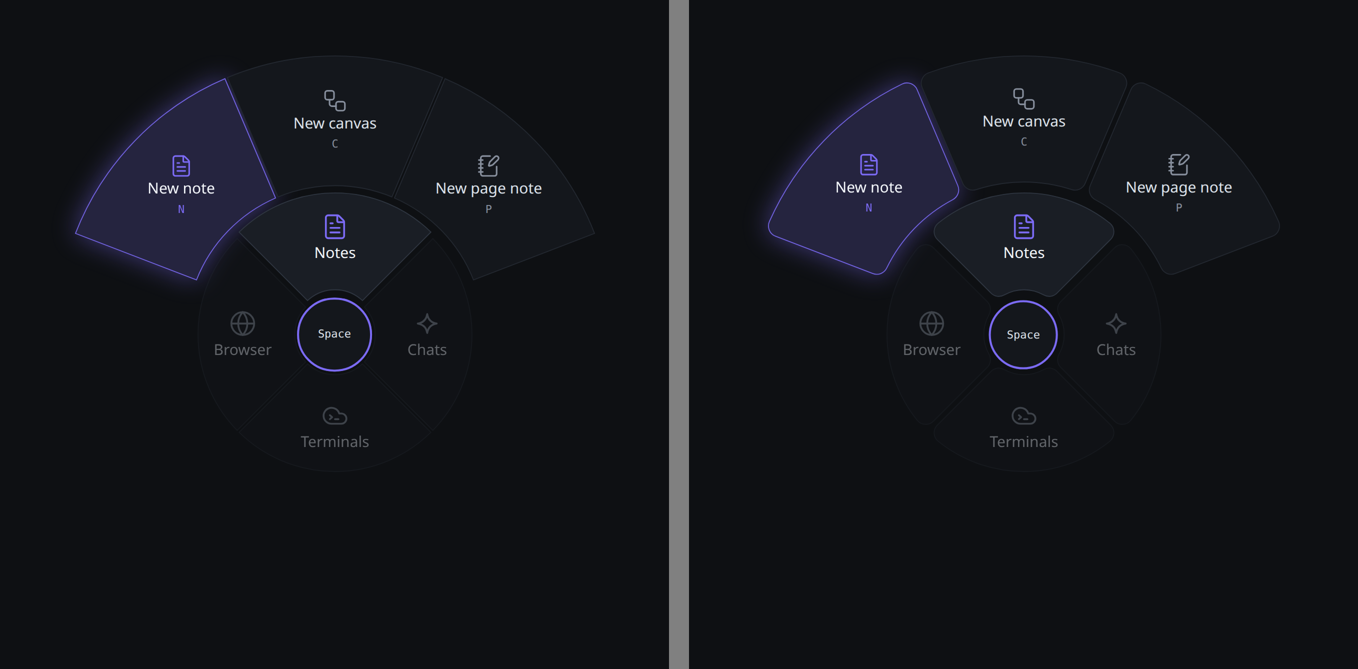 New canvas
C
New note
N
New page note
P
Notes
Browser
Space
Chats
Terminals
New canvas
C
New note
N
New page note
P
Notes
Browser
Space
Chats
Terminals